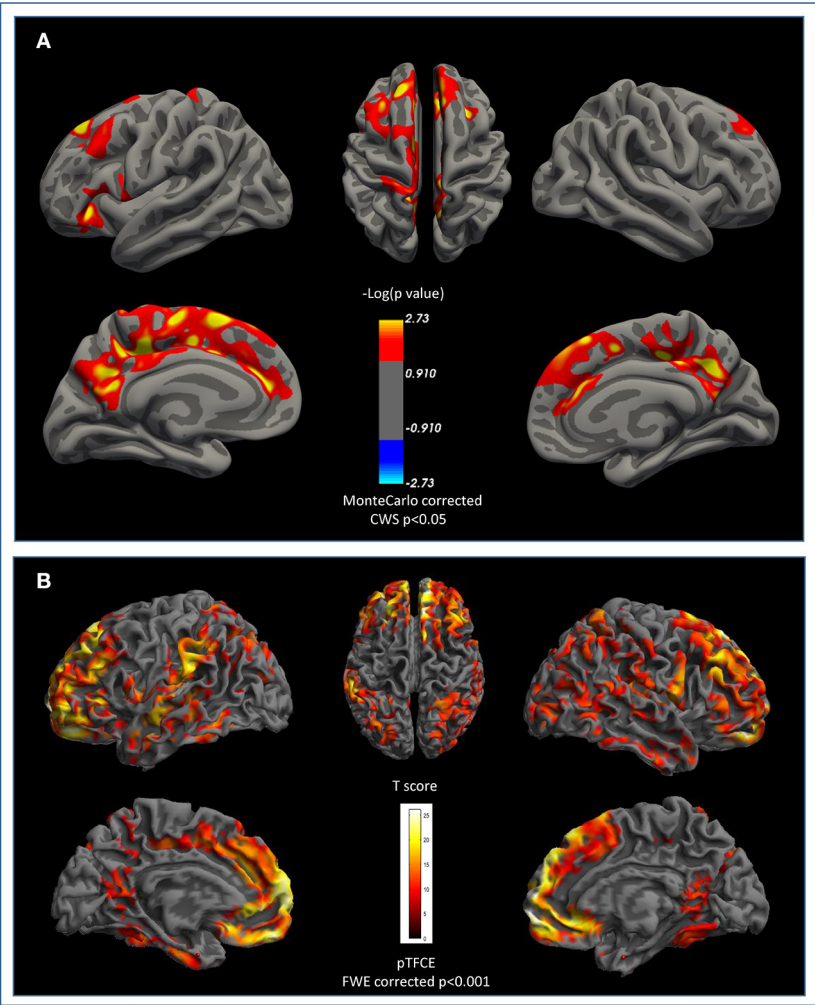 A
-Log(p value)
2.73
0.910
-0.910
-2.73
MonteCarlo corrected
CWS p<0.05
B
T score
25
20
15
10
5
0
pTFCE
FWE corrected p<0.001